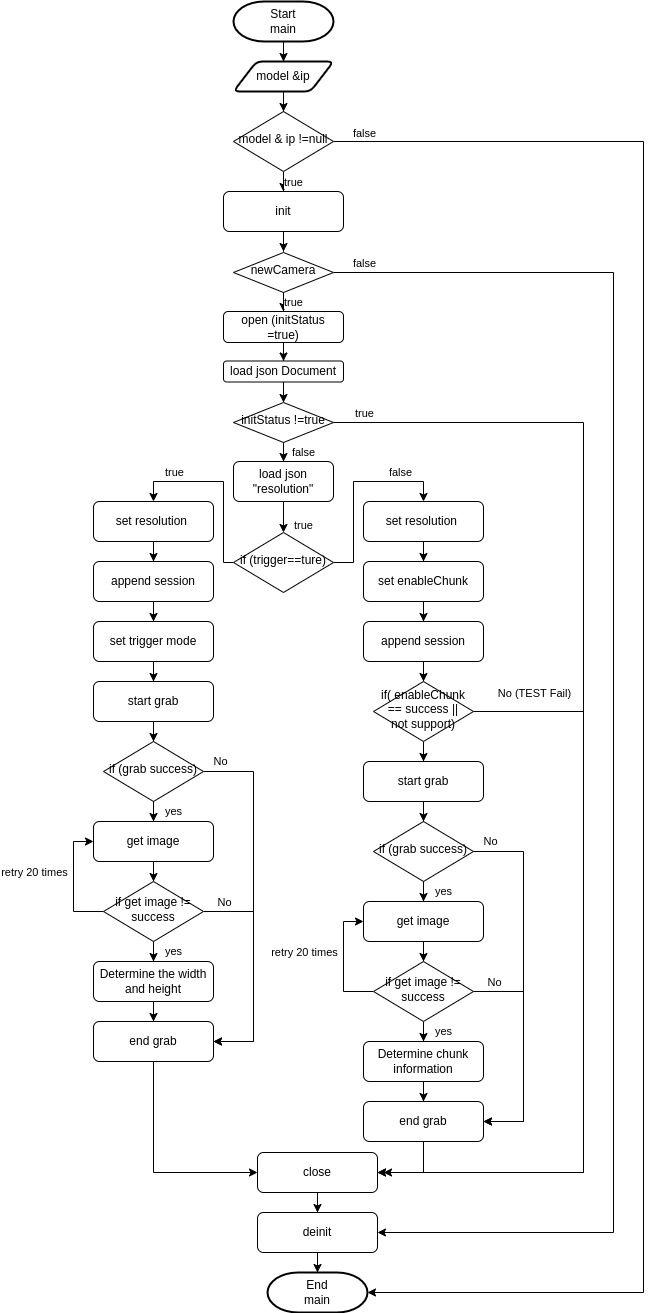 Start
main
model &ip
model & ip !=null
false
true
init
newCamera
false
true
open (initStatus
=true)
load json Document
initStatus !=true
true
false
load json
"resolution"
true
false
set resolution
set resolution
true
if (trigger==ture)
append session
set enableChunk
set trigger mode
append session
start grab
if( enableChunk
== success ||
not support)
No (TEST Fail)
if (grab success)
No
start grab
yes
get image
if (grab success)
No
retry 20 times
yes
if get image !=
success
No
get image
yes
retry 20 times
Determine the width
and height
if get image !=
success
No
end grab
yes
Determine chunk
information
end grab
close
deinit
End
main